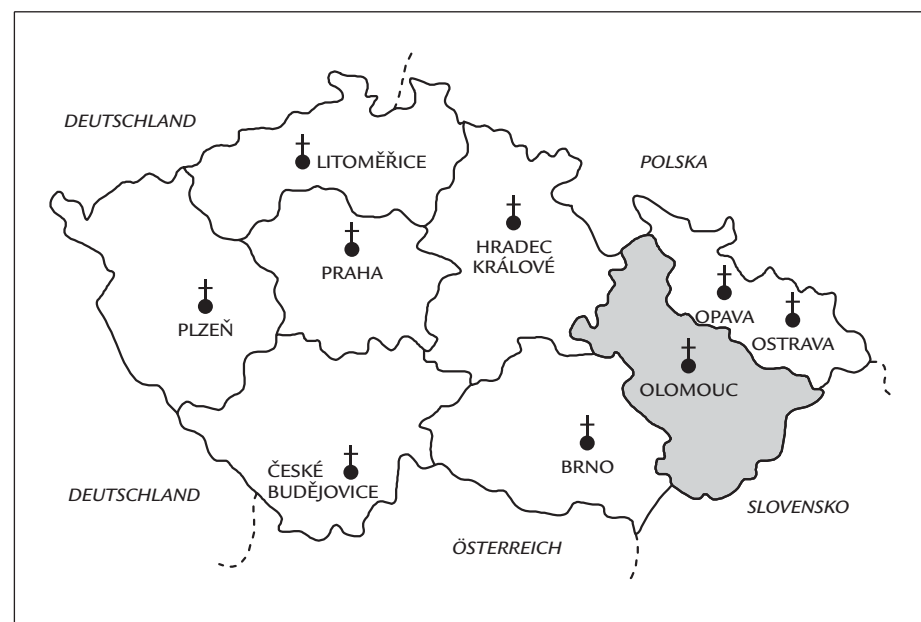 DEUTSCHLAND
LITOMĚŘICE
POLSKA
HRADEC
KRÁLOVÉ
PRAHA
PLZEŇ
OPAVA
OSTRAVA
OLOMOUC
ČESKÉ
BUDĚJOVICE
BRNO
DEUTSCHLAND
SLOVENSKO
ÖSTERREICH